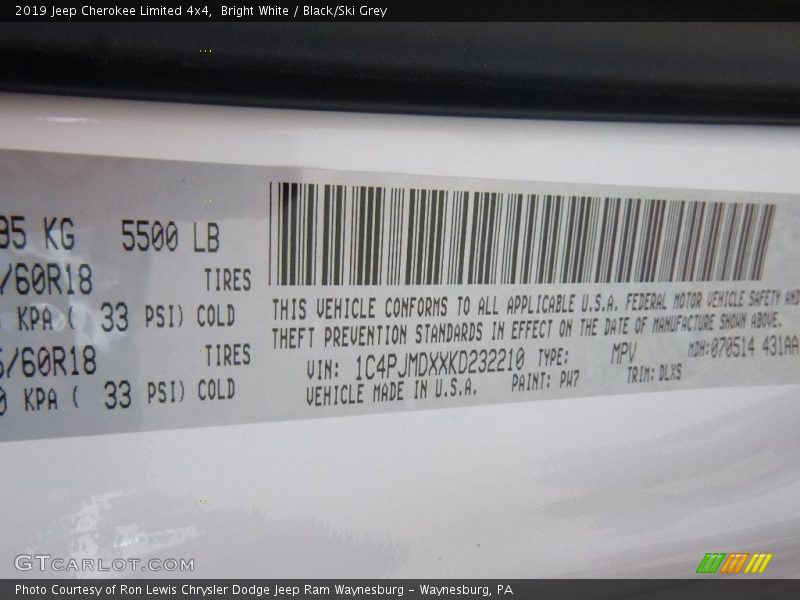 2019 Jeep Cherokee Limited 4x4,  Bright White / Black/Ski Grey
85 KG 5500 LB
/60R18 TIRES
KPA ( 33 PSI) COLD
/60R18 TIRES
0 KPA ( 33 PSI) COLD
THIS VEHICLE CONFORMS TO ALL APPLICABLE U.S.A. FEDERAL MOTOR VEHICLE SAFETY AND
THEFT PREVENTION STANDARDS IN EFFECT ON THE DATE OF MANUFACTURE SHOWN ABOVE.
VIN: 1C4PJMDXXKD232210 TYPE: MPV MDH:070514 431AA
VEHICLE MADE IN U.S.A. PAINT: PW7 TRIM: DLXS
GTCARLOT.COM
Photo Courtesy of Ron Lewis Chrysler Dodge Jeep Ram Waynesburg – Waynesburg, PA